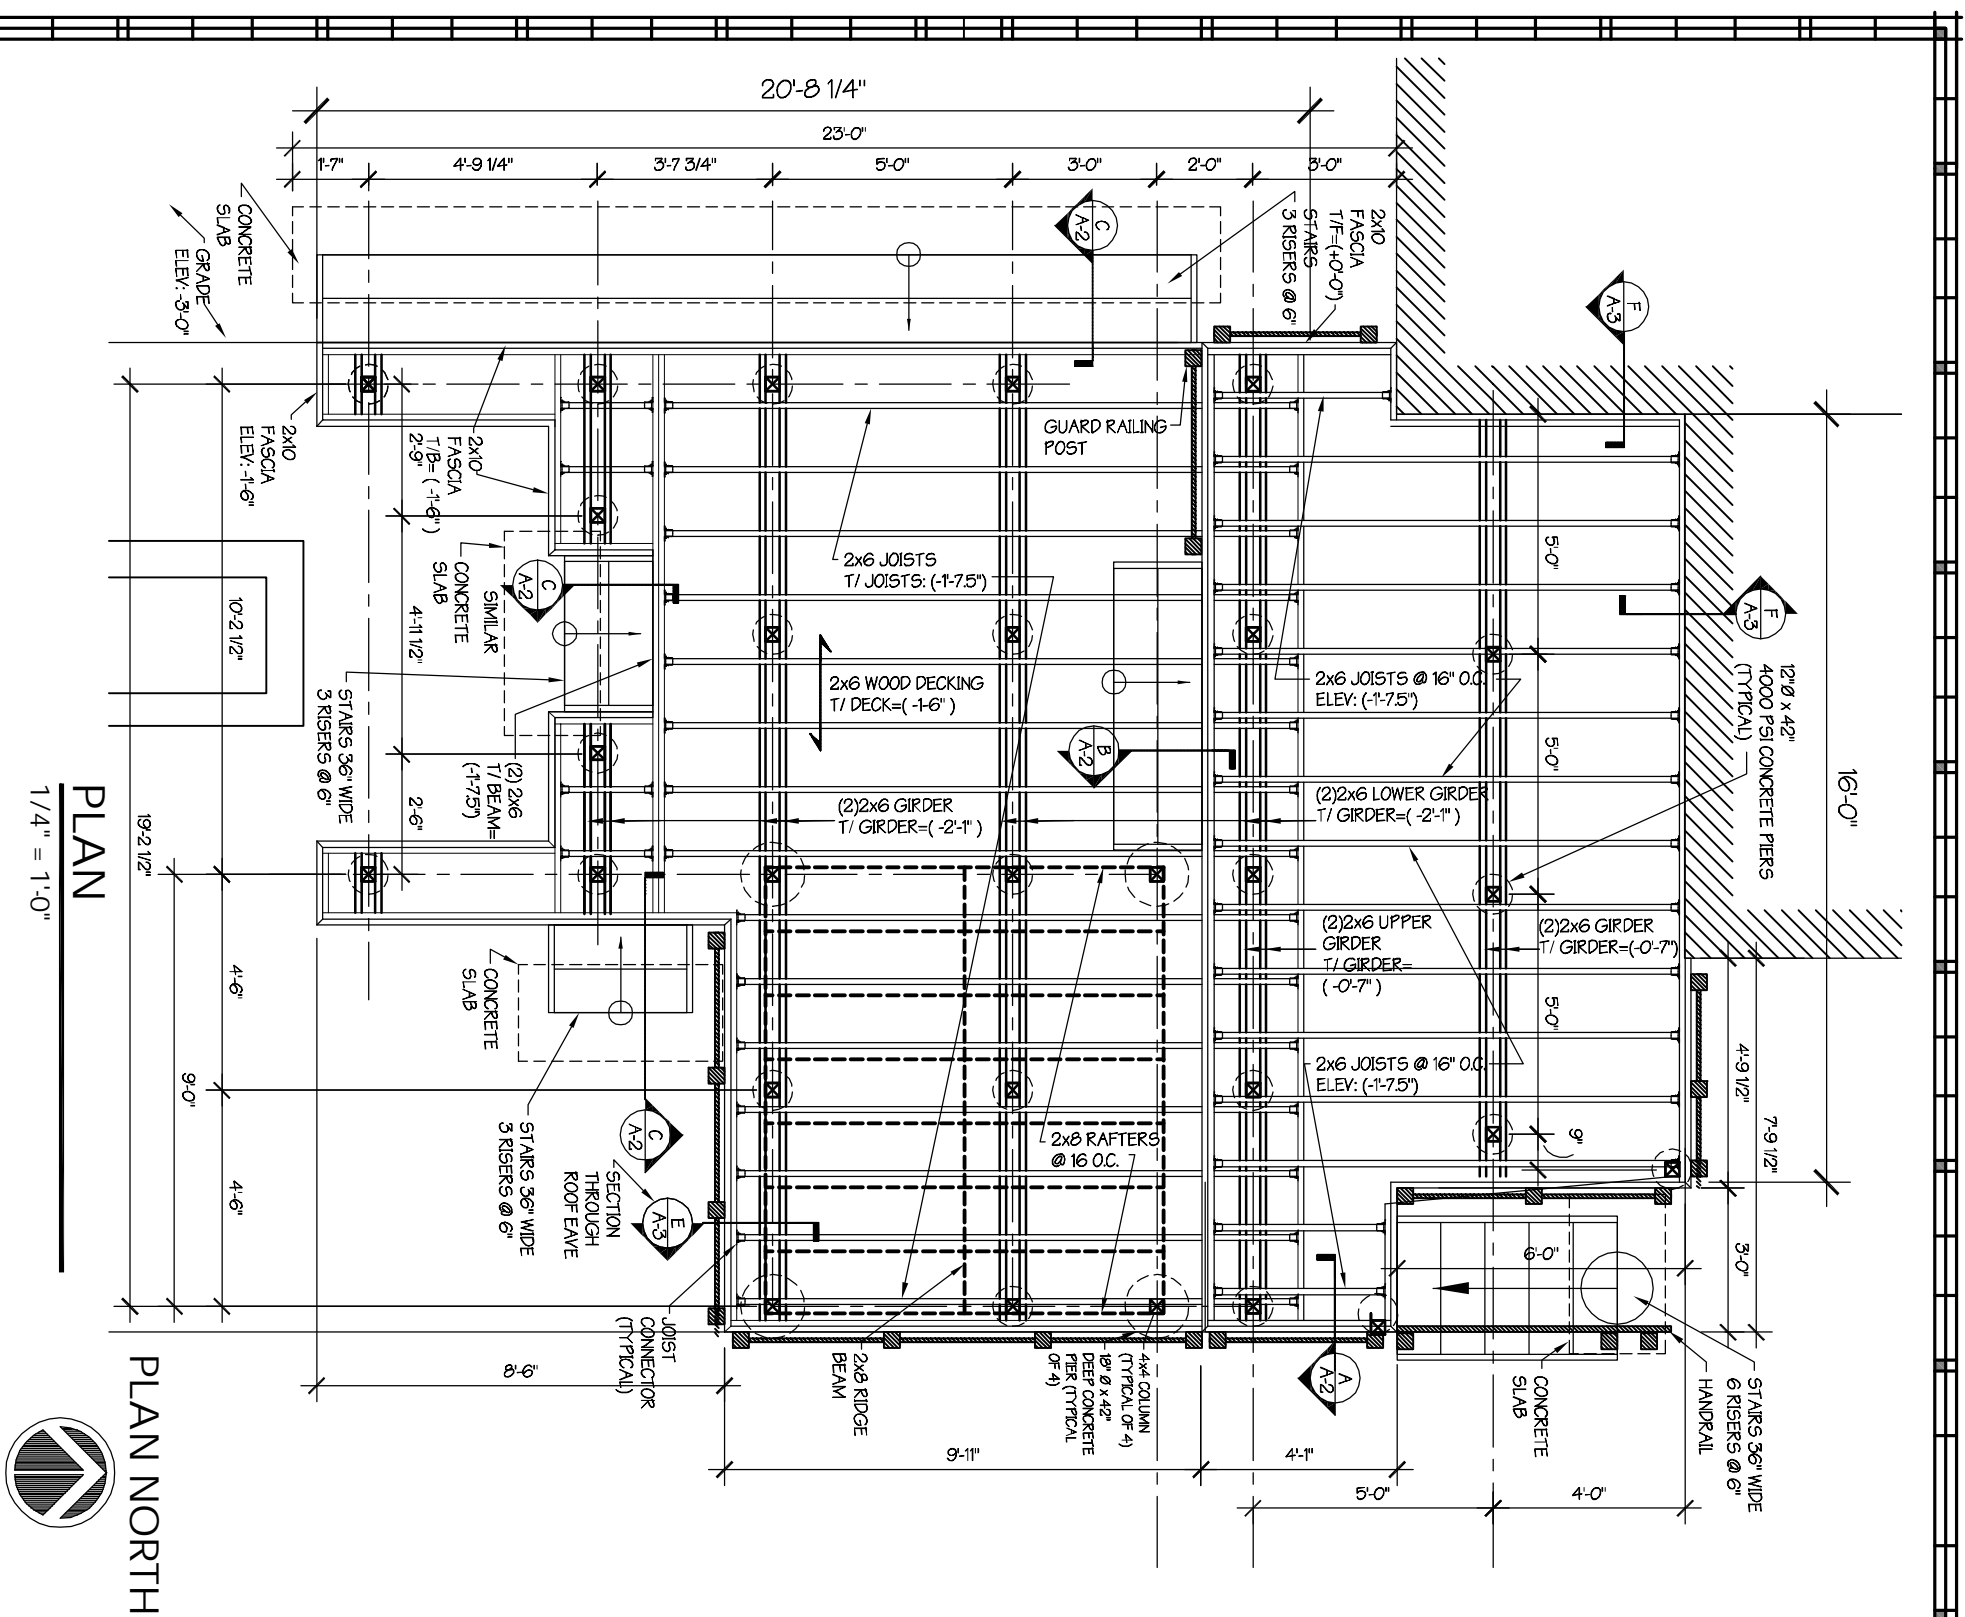 20'-8 1/4"
23'-0"
1'-7"
4'-9 1/4"
3'-7 3/4"
5'-0"
3'-0"
2'-0"
3'-0"
CONCRETE
SLAB
GRADE
ELEV: -3'-0"
C
A-2
2x10
FASCIA
T/F=(+0'-0")
STAIRS
3 RISERS @ 6"
F
A-3
16'-0"
GUARD RAILING
POST
2x10
FASCIA
ELEV: -1'-6"
2x10
FASCIA
T/B= ( -1'-6" )
2'-9"
2x6 JOISTS
T/ JOISTS: (-1'-7.5")
SIMILAR
CONCRETE
SLAB
C
A-2
5'-0"
F
A-3
12"Ø x 42"
4000 PSI CONCRETE PIERS
(TYPICAL)
10'-2 1/2"
4'-11 1/2"
2x6 WOOD DECKING
T/ DECK=( -1-6" )
2x6 JOISTS @ 16" O.C.
ELEV: (-1'-7.5")
STAIRS 36" WIDE
3 RISERS @ 6"
(2) 2x6
T/ BEAM=
(-1'-7.5")
B
A-2
5'-0"
2'-6"
(2)2x6 GIRDER
T/ GIRDER=( -2'-1" )
(2)2x6 LOWER GIRDER
T/ GIRDER=( -2'-1" )
19'-2 1/2"
(2)2x6 UPPER
GIRDER
T/ GIRDER=
( -0'-7" )
(2)2x6 GIRDER
T/ GIRDER=(-0'-7")
4'-6"
CONCRETE
SLAB
5'-0"
9'-0"
2x6 JOISTS @ 16" O.C.
ELEV: (-1'-7.5")
4'-9 1/2"
7'-9 1/2"
4'-6"
STAIRS 36" WIDE
3 RISERS @ 6"
C
A-2
SECTION
THROUGH
ROOF EAVE
E
A-3
2x8 RAFTERS
@ 16 O.C.
9"
6'-0"
3'-0"
JOIST
CONNECTOR
(TYPICAL)
2x8 RIDGE
BEAM
4x4 COLUMN
(TYPICAL OF 4)
18" Ø x 42"
DEEP CONCRETE
PIER (TYPICAL
OF 4)
A
A-2
CONCRETE
SLAB
HANDRAIL
STAIRS 36" WIDE
6 RISERS @ 6"
8'-6"
9'-11"
4'-1"
5'-0"
4'-0"
PLAN
1/4" = 1'-0"
PLAN NORTH